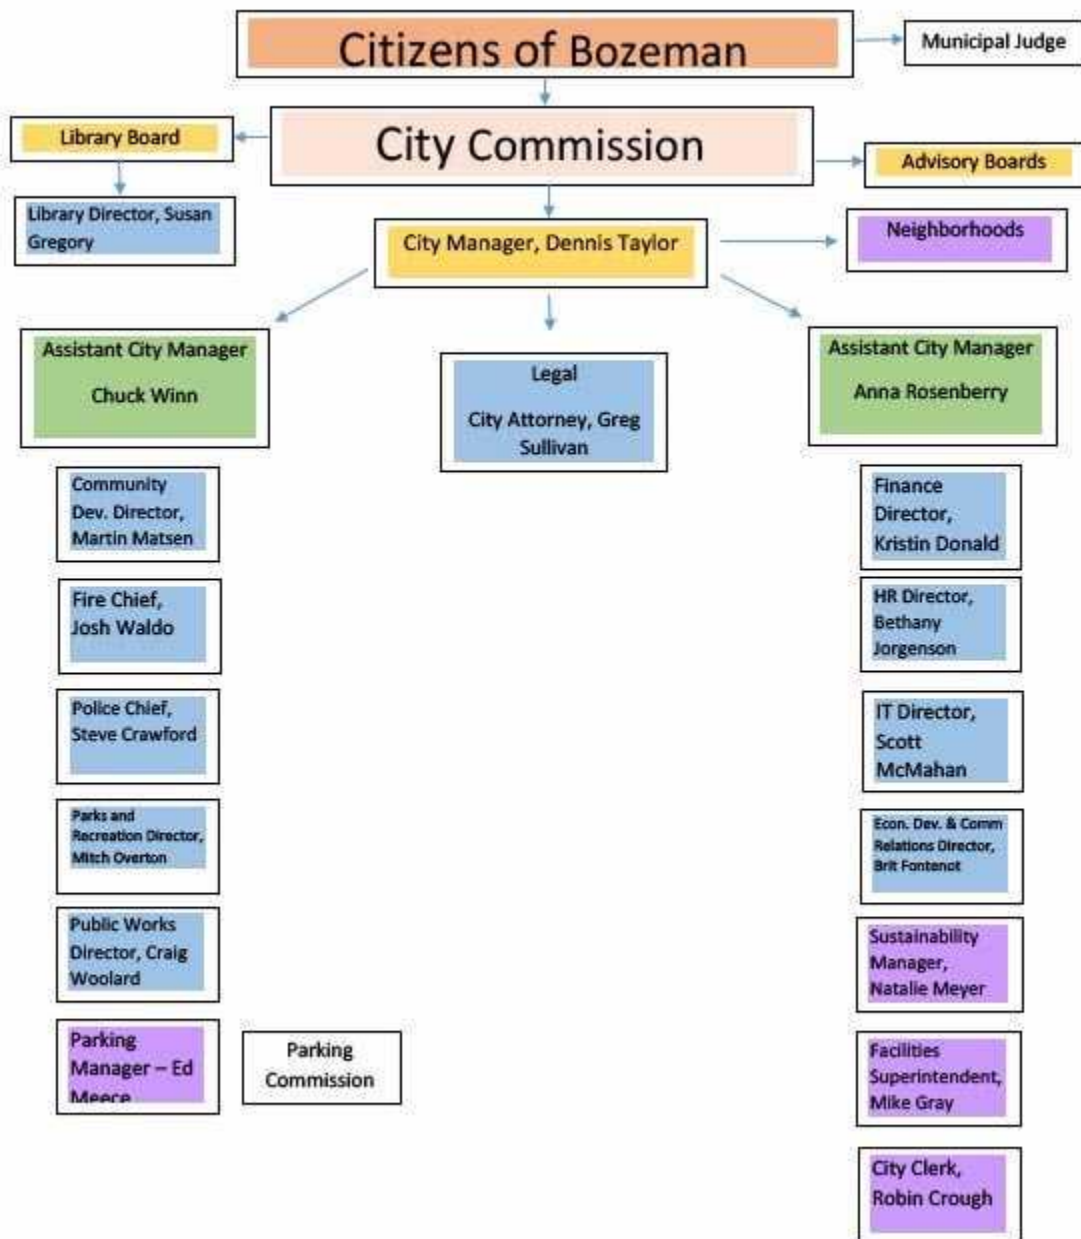 Citizens of Bozeman
Municipal Judge
City Commission
Library Board
Advisory Boards
Library Director, Susan
Gregory
City Manager, Dennis Taylor
Neighborhoods
Assistant City Manager
Chuck Winn
Legal
City Attorney, Greg
Sullivan
Assistant City Manager
Anna Rosenberry
Community
Dev. Director,
Martin Matsen
Fire Chief,
Josh Waldo
Police Chief,
Steve Crawford
Parks and
Recreation Director,
Mitch Overton
Public Works
Director, Craig
Woolard
Parking
Manager – Ed
Meece
Parking
Commission
Finance
Director,
Kristin Donald
HR Director,
Bethany
Jorgenson
IT Director,
Scott
McMahan
Econ. Dev. & Comm
Relations Director,
Brit Fontenot
Sustainability
Manager,
Natalie Meyer
Facilities
Superintendent,
Mike Gray
City Clerk,
Robin Crough